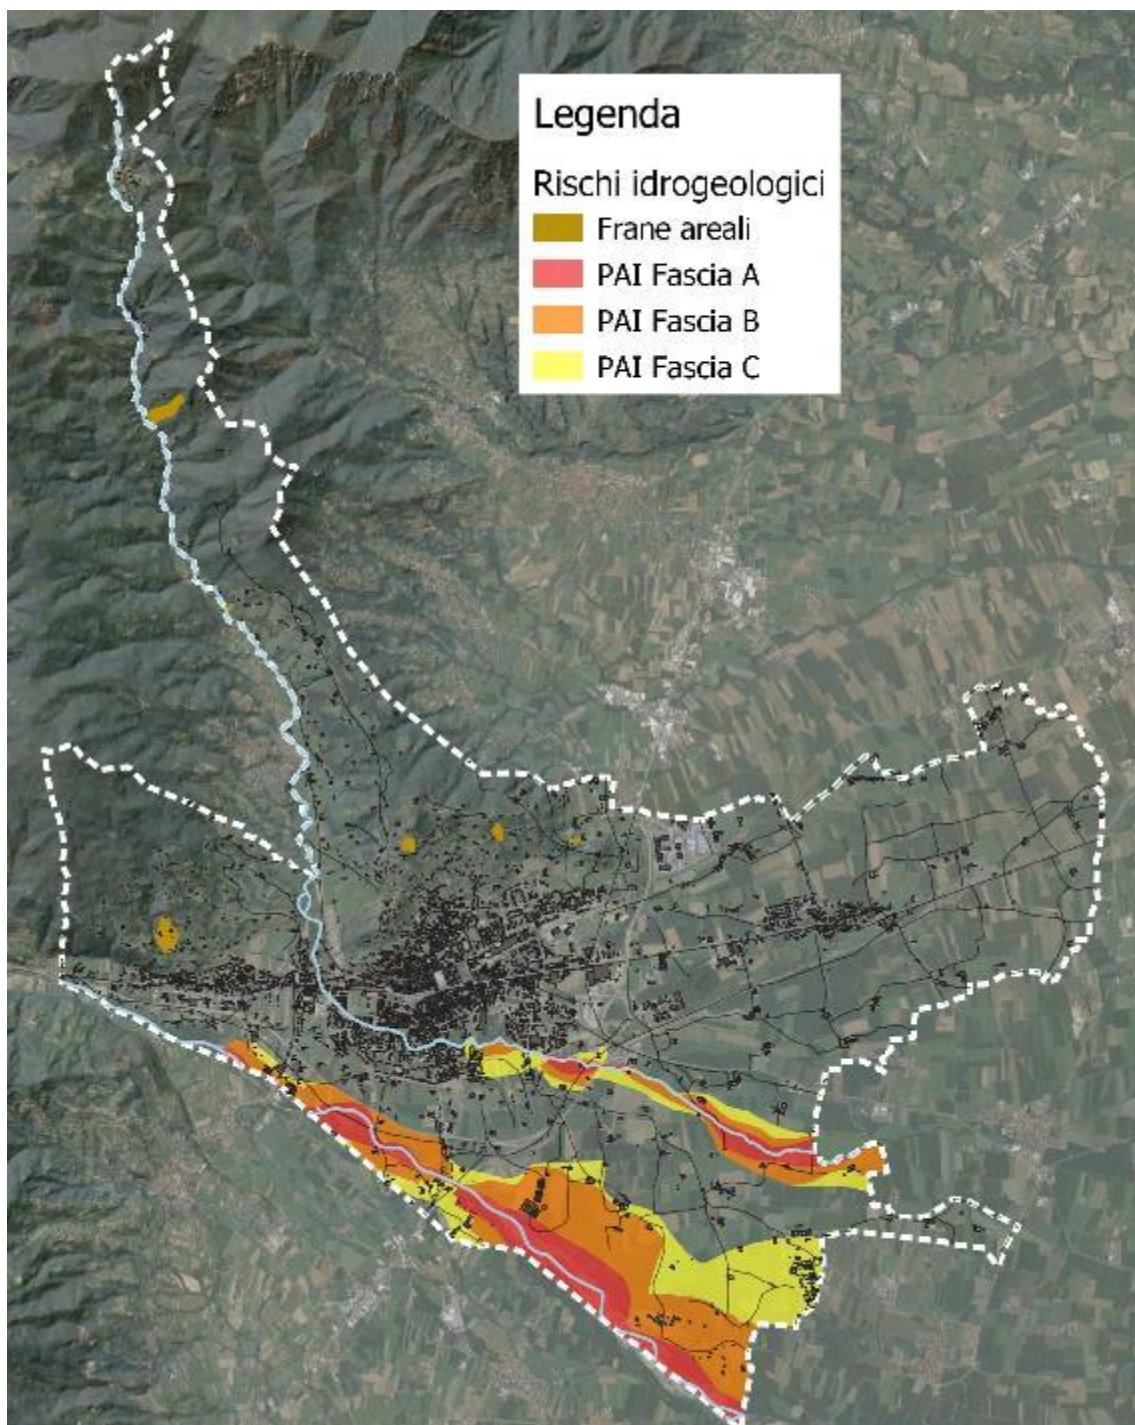 Legenda
Rischi idrogeologici
Frane areali
PAI Fascia A
PAI Fascia B
PAI Fascia C